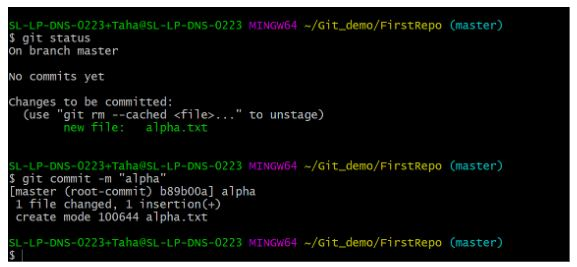 SL-LP-DNS-0223+Taha@SL-LP-DNS-0223 MINGW64 ~/Git_demo/FirstRepo (master)
$ git status
On branch master
No commits yet
Changes to be committed:
(use "git rm --cached <file>..." to unstage)
new file:   alpha.txt
SL-LP-DNS-0223+Taha@SL-LP-DNS-0223 MINGW64 ~/Git_demo/FirstRepo (master)
$ git commit -m "alpha"
[master (root-commit) b89b00a] alpha
1 file changed, 1 insertion(+)
create mode 100644 alpha.txt
SL-LP-DNS-0223+Taha@SL-LP-DNS-0223 MINGW64 ~/Git_demo/FirstRepo (master)
$